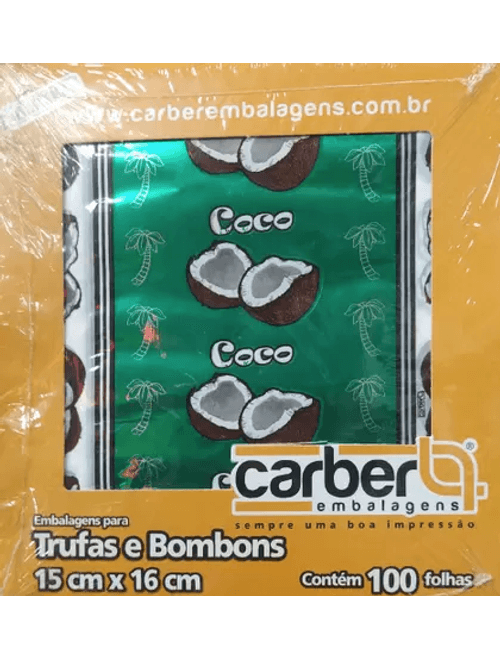 www.carberembalagens.com.br
Coco
Coco
carber
embalagens
sempre uma boa impressão
Embalagens para
Trufas e Bombons
15 cm x 16 cm
Contém 100 folhas